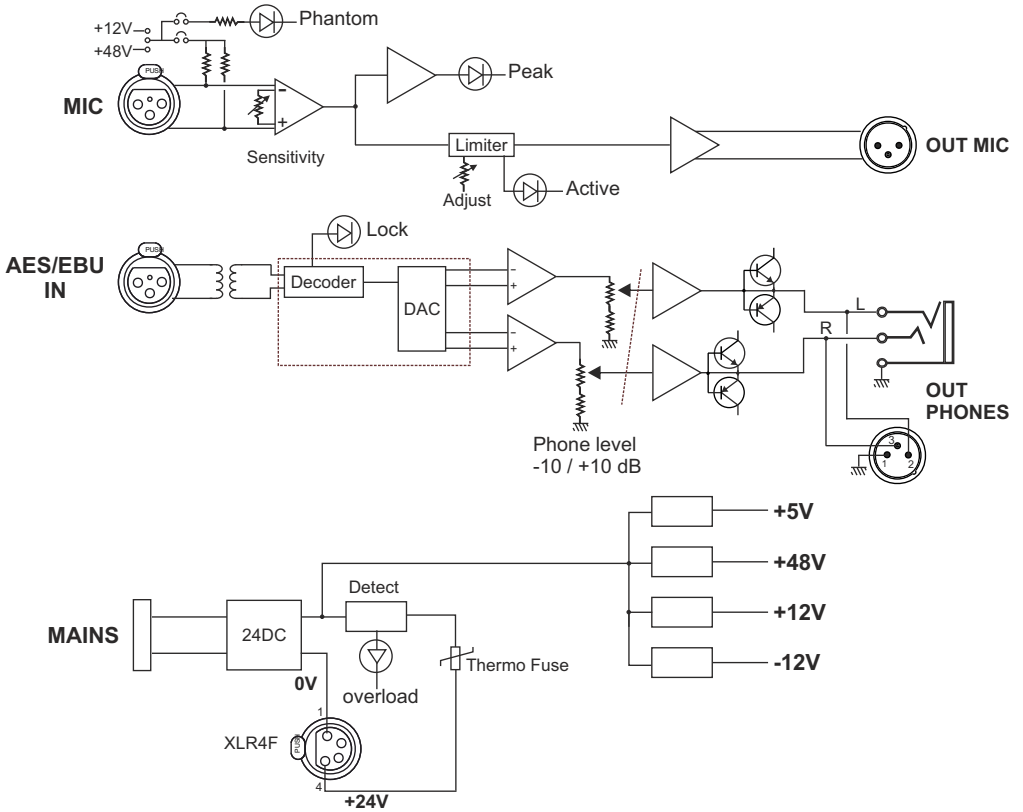 Phantom
+12V
+48V
PUSH
MIC
−
+
Sensitivity
Peak
Limiter
Adjust
Active
OUT MIC
AES/EBU
IN
PUSH
Lock
Decoder
DAC
−
+
−
+
L
R
OUT
PHONES
3
1
2
Phone level
-10 / +10 dB
+5V
+48V
+12V
-12V
MAINS
24DC
Detect
overload
Thermo Fuse
0V
1
XLR4F
PUSH
4
+24V